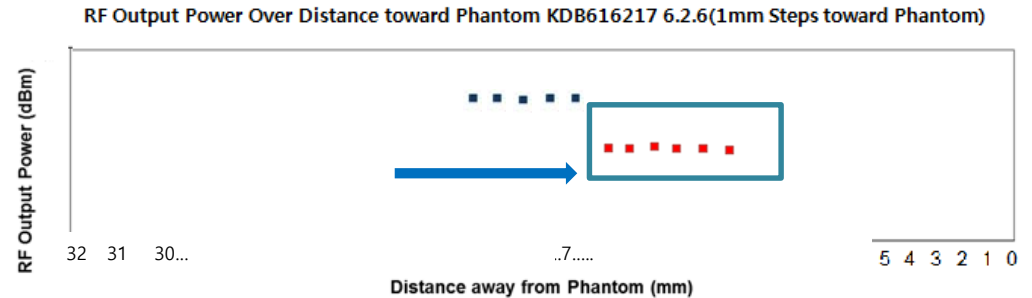 RF Output Power Over Distance toward Phantom KDB616217 6.2.6(1mm Steps toward Phantom)
RF Output Power (dBm)
32 31 30... ..7..... 5 4 3 2 1 0
Distance away from Phantom (mm)